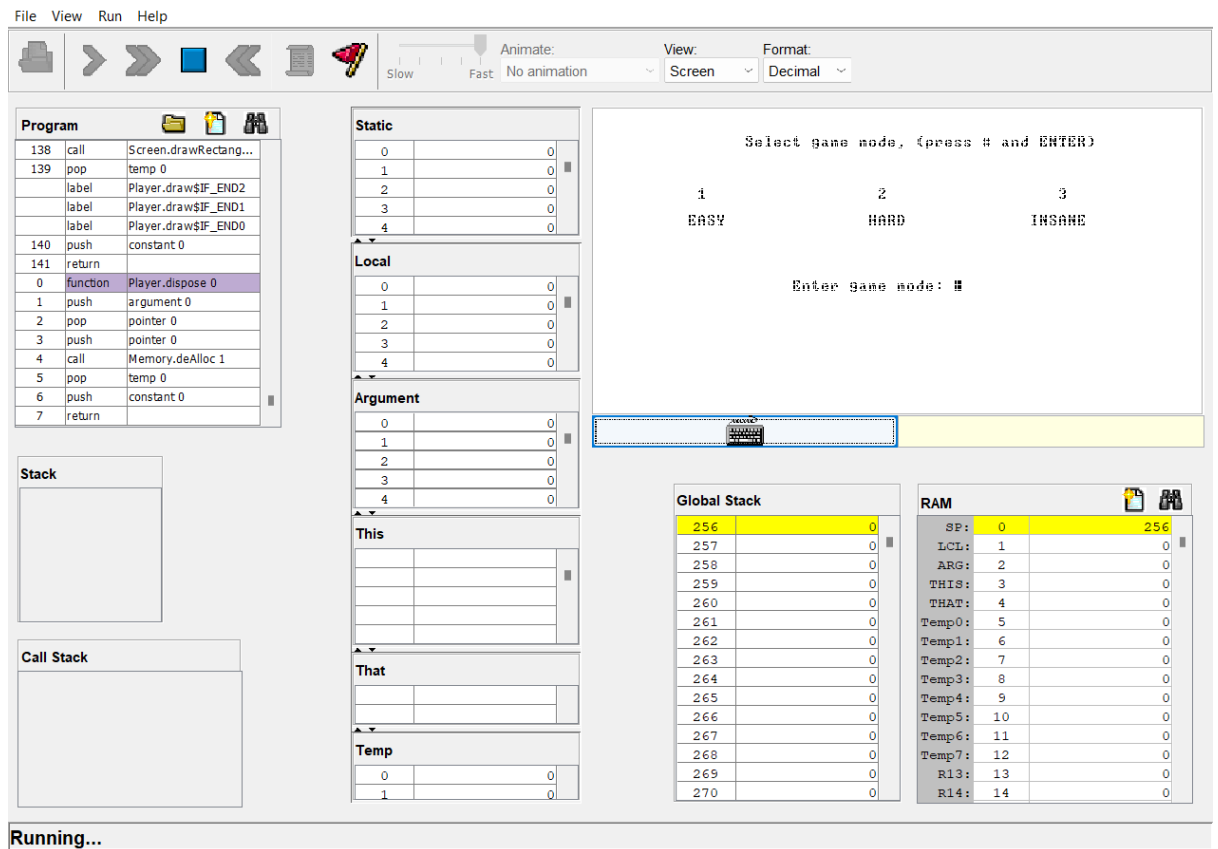 File View Run Help
Slow Fast
Animate:
No animation
View:
Screen
Format:
Decimal
Program
138 call Screen.drawRectang...
139 pop temp 0
label Player.draw$IF_END2
label Player.draw$IF_END1
label Player.draw$IF_END0
140 push constant 0
141 return
0 function Player.dispose 0
1 push argument 0
2 pop pointer 0
3 push pointer 0
4 call Memory.deAlloc 1
5 pop temp 0
6 push constant 0
7 return
Stack
Call Stack
Static
0 0
1 0
2 0
3 0
4 0
Local
0 0
1 0
2 0
3 0
4 0
Argument
0 0
1 0
2 0
3 0
4 0
This
That
Temp
0 0
1 0
Select game mode, (press # and ENTER)
1 2 3
EASY HARD INSANE
Enter game mode:
Global Stack
256 0
257 0
258 0
259 0
260 0
261 0
262 0
263 0
264 0
265 0
266 0
267 0
268 0
269 0
270 0
RAM
SP: 0 256
LCL: 1 0
ARG: 2 0
THIS: 3 0
THAT: 4 0
Temp0: 5 0
Temp1: 6 0
Temp2: 7 0
Temp3: 8 0
Temp4: 9 0
Temp5: 10 0
Temp6: 11 0
Temp7: 12 0
R13: 13 0
R14: 14 0
Running...